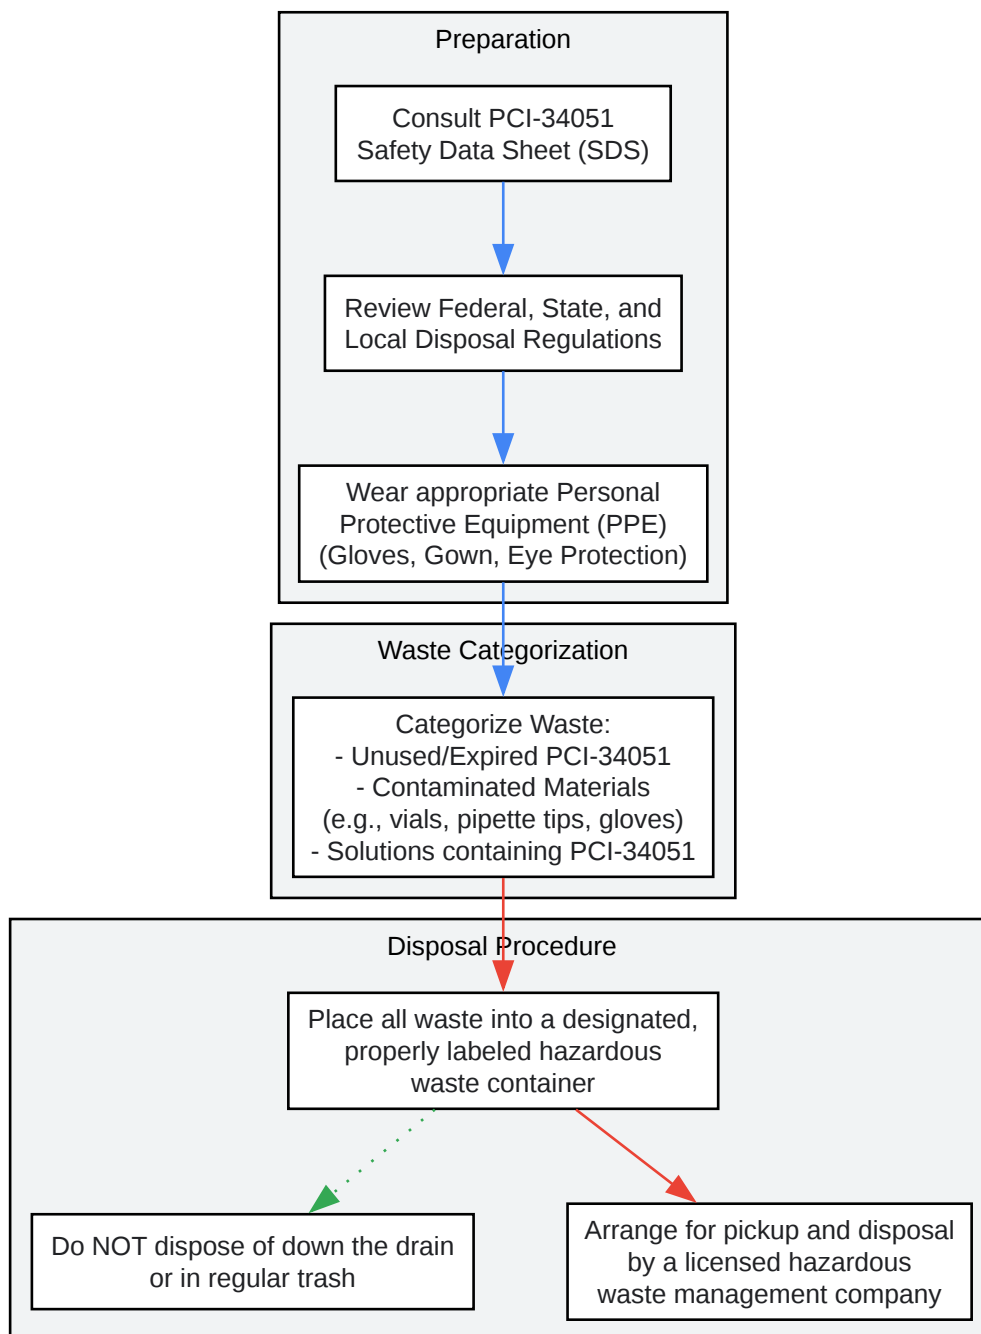 Preparation
Consult PCI-34051
Safety Data Sheet (SDS)
Review Federal, State, and
Local Disposal Regulations
Wear appropriate Personal
Protective Equipment (PPE)
(Gloves, Gown, Eye Protection)
Waste Categorization
Categorize Waste:
- Unused/Expired PCI-34051
- Contaminated Materials
(e.g., vials, pipette tips, gloves)
- Solutions containing PCI-34051
Disposal Procedure
Place all waste into a designated,
properly labeled hazardous
waste container
Do NOT dispose of down the drain
or in regular trash
Arrange for pickup and disposal
by a licensed hazardous
waste management company